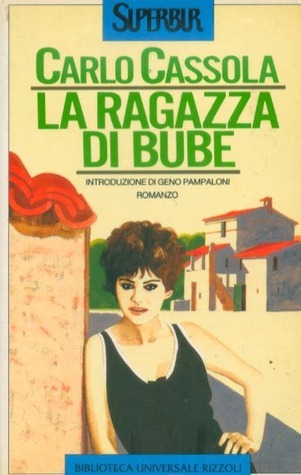 SUPERBUR
CARLO CASSOLA
LA RAGAZZA
DI BUBE
INTRODUZIONE DI GENO PAMPALONI
ROMANZO
BIBLIOTECA UNIVERSALE RIZZOLI